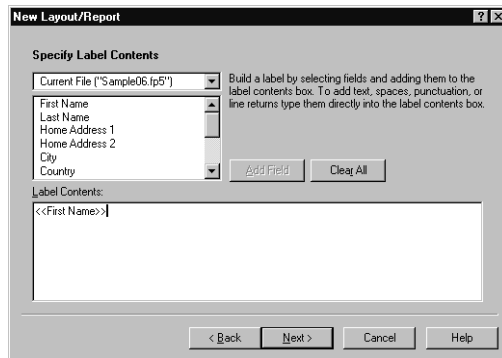 New Layout/Report
Specify Label Contents
Current File ("Sample06.fp5")
First Name
Last Name
Home Address 1
Home Address 2
City
Country
Build a label by selecting fields and adding them to the
label contents box. To add text, spaces, punctuation, or
line returns type them directly into the label contents box.
Add Field
Clear All
Label Contents:
<<First Name>>
< Back
Next >
Cancel
Help